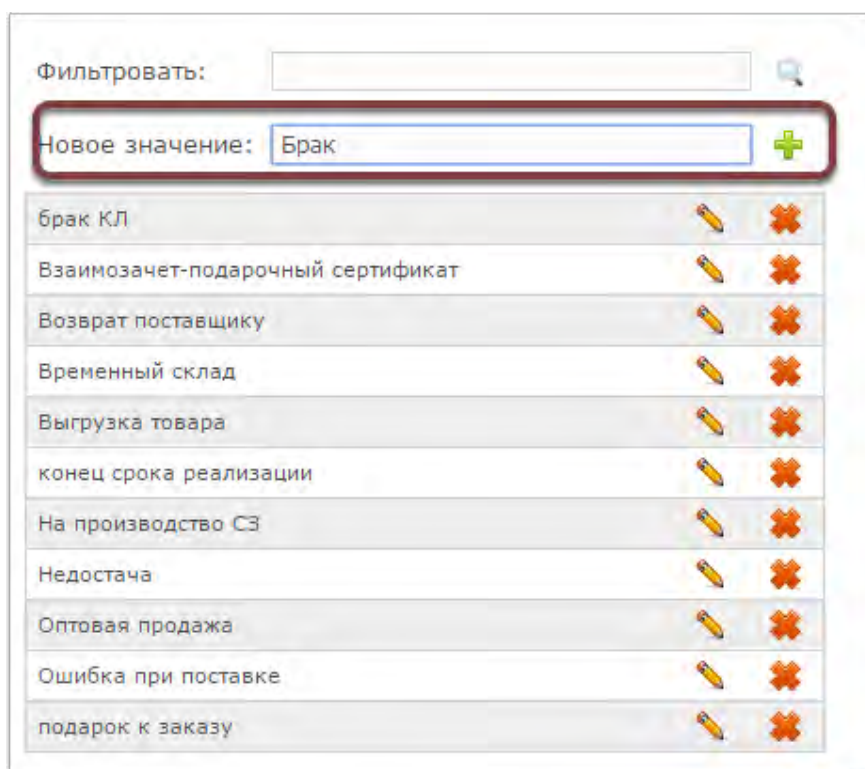 Фильтровать:
Новое значение: Брак
брак КЛ
Взаимозачет-подарочный сертификат
Возврат поставщику
Временный склад
Выгрузка товара
конец срока реализации
На производство СЗ
Недостача
Оптовая продажа
Ошибка при поставке
подарок к заказу